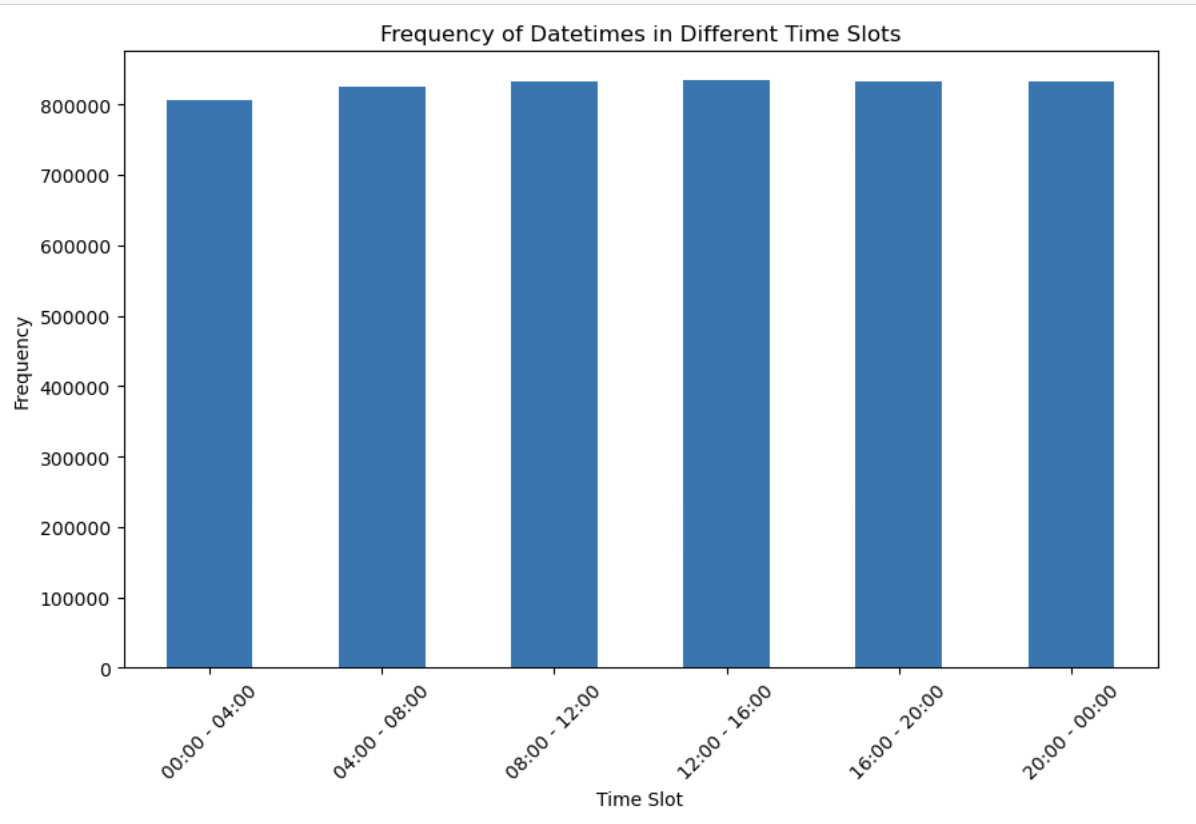 Frequency of Datetimes in Different Time Slots
800000
700000
600000
500000
400000
300000
200000
100000
0
Frequency
00:00 - 04:00
04:00 - 08:00
08:00 - 12:00
12:00 - 16:00
16:00 - 20:00
20:00 - 00:00
Time Slot